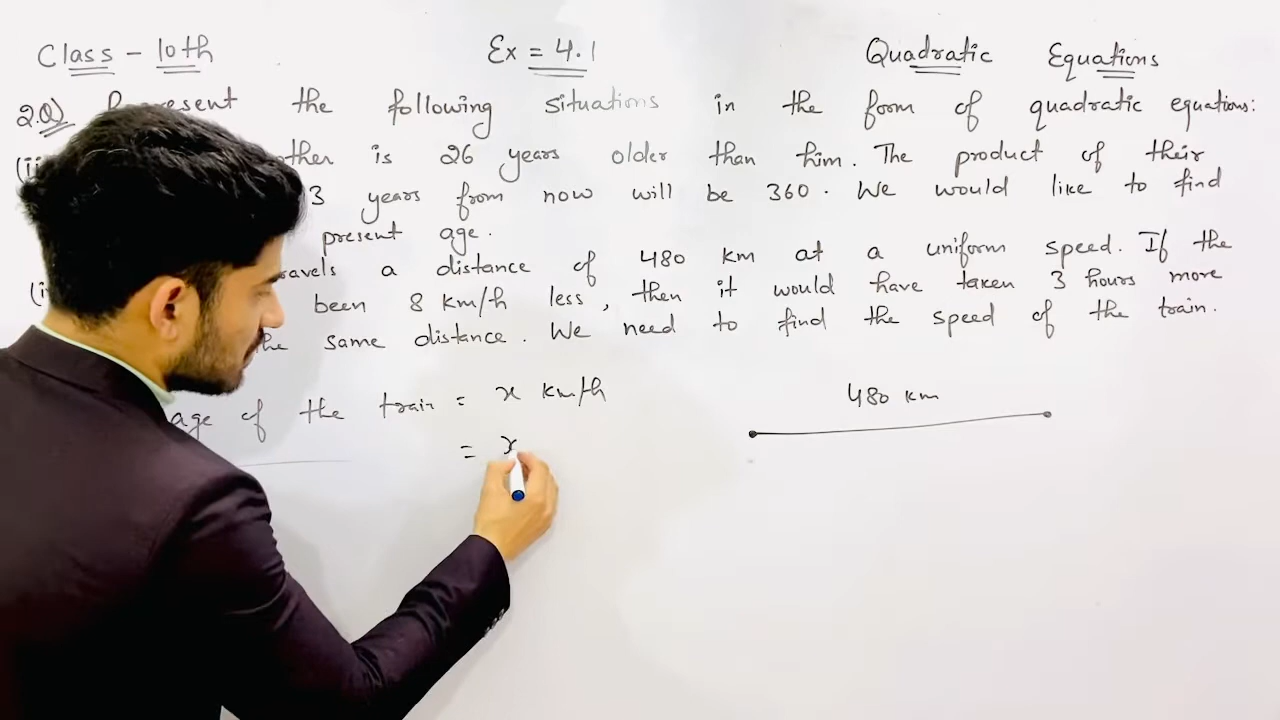 Class - 10th Ex = 4.1 Quadratic Equations
2.Q) Represent the following situations in the form of quadratic equations:
is 26 years older than him. The product of their
3 years from now will be 360. We would like to find
present age.
a distance of 480 km at a uniform speed. If the
been 8 km/h less, then it would have taken 3 hours more
same distance. We need to find the speed of the train.
age of the train = x km/h
480 km
= x